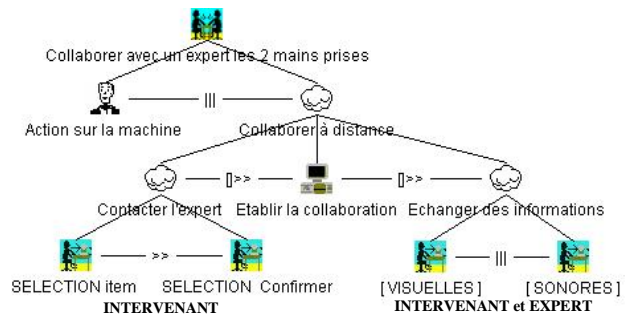 Collaborer avec un expert les 2 mains prises
|||
Action sur la machine Collaborer à distance
[]>> []>>
Contacter l'expert Etablir la collaboration Echanger des informations
>> |||
SELECTION item SELECTION Confirmer [VISUELLES] [SONORES]
INTERVENANT INTERVENANT et EXPERT